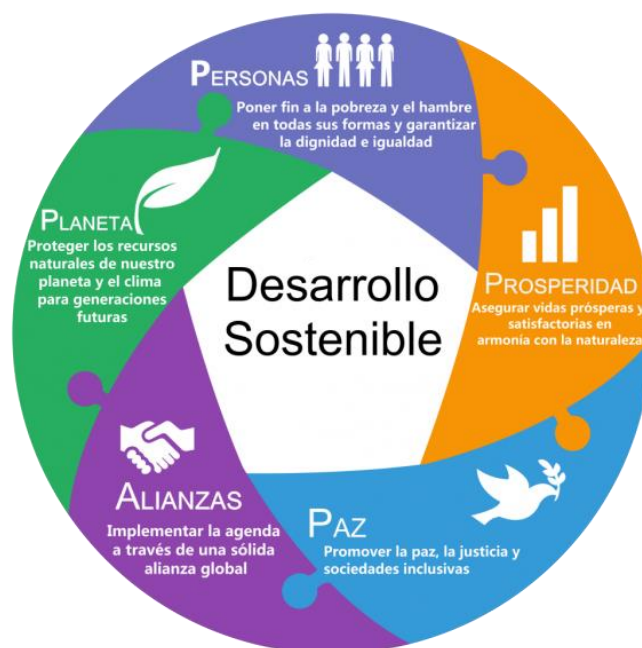 PERSONAS
Poner fin a la pobreza y el hambre
en todas sus formas y garantizar
la dignidad e igualdad
PLANETA
Proteger los recursos
naturales de nuestro
planeta y el clima
para generaciones
futuras
Desarrollo
Sostenible
PROSPERIDAD
Asegurar vidas prósperas y
satisfactorias en
armonía con la naturaleza
ALIANZAS
Implementar la agenda
a través de una sólida
alianza global
PAZ
Promover la paz, la justicia y
sociedades inclusivas